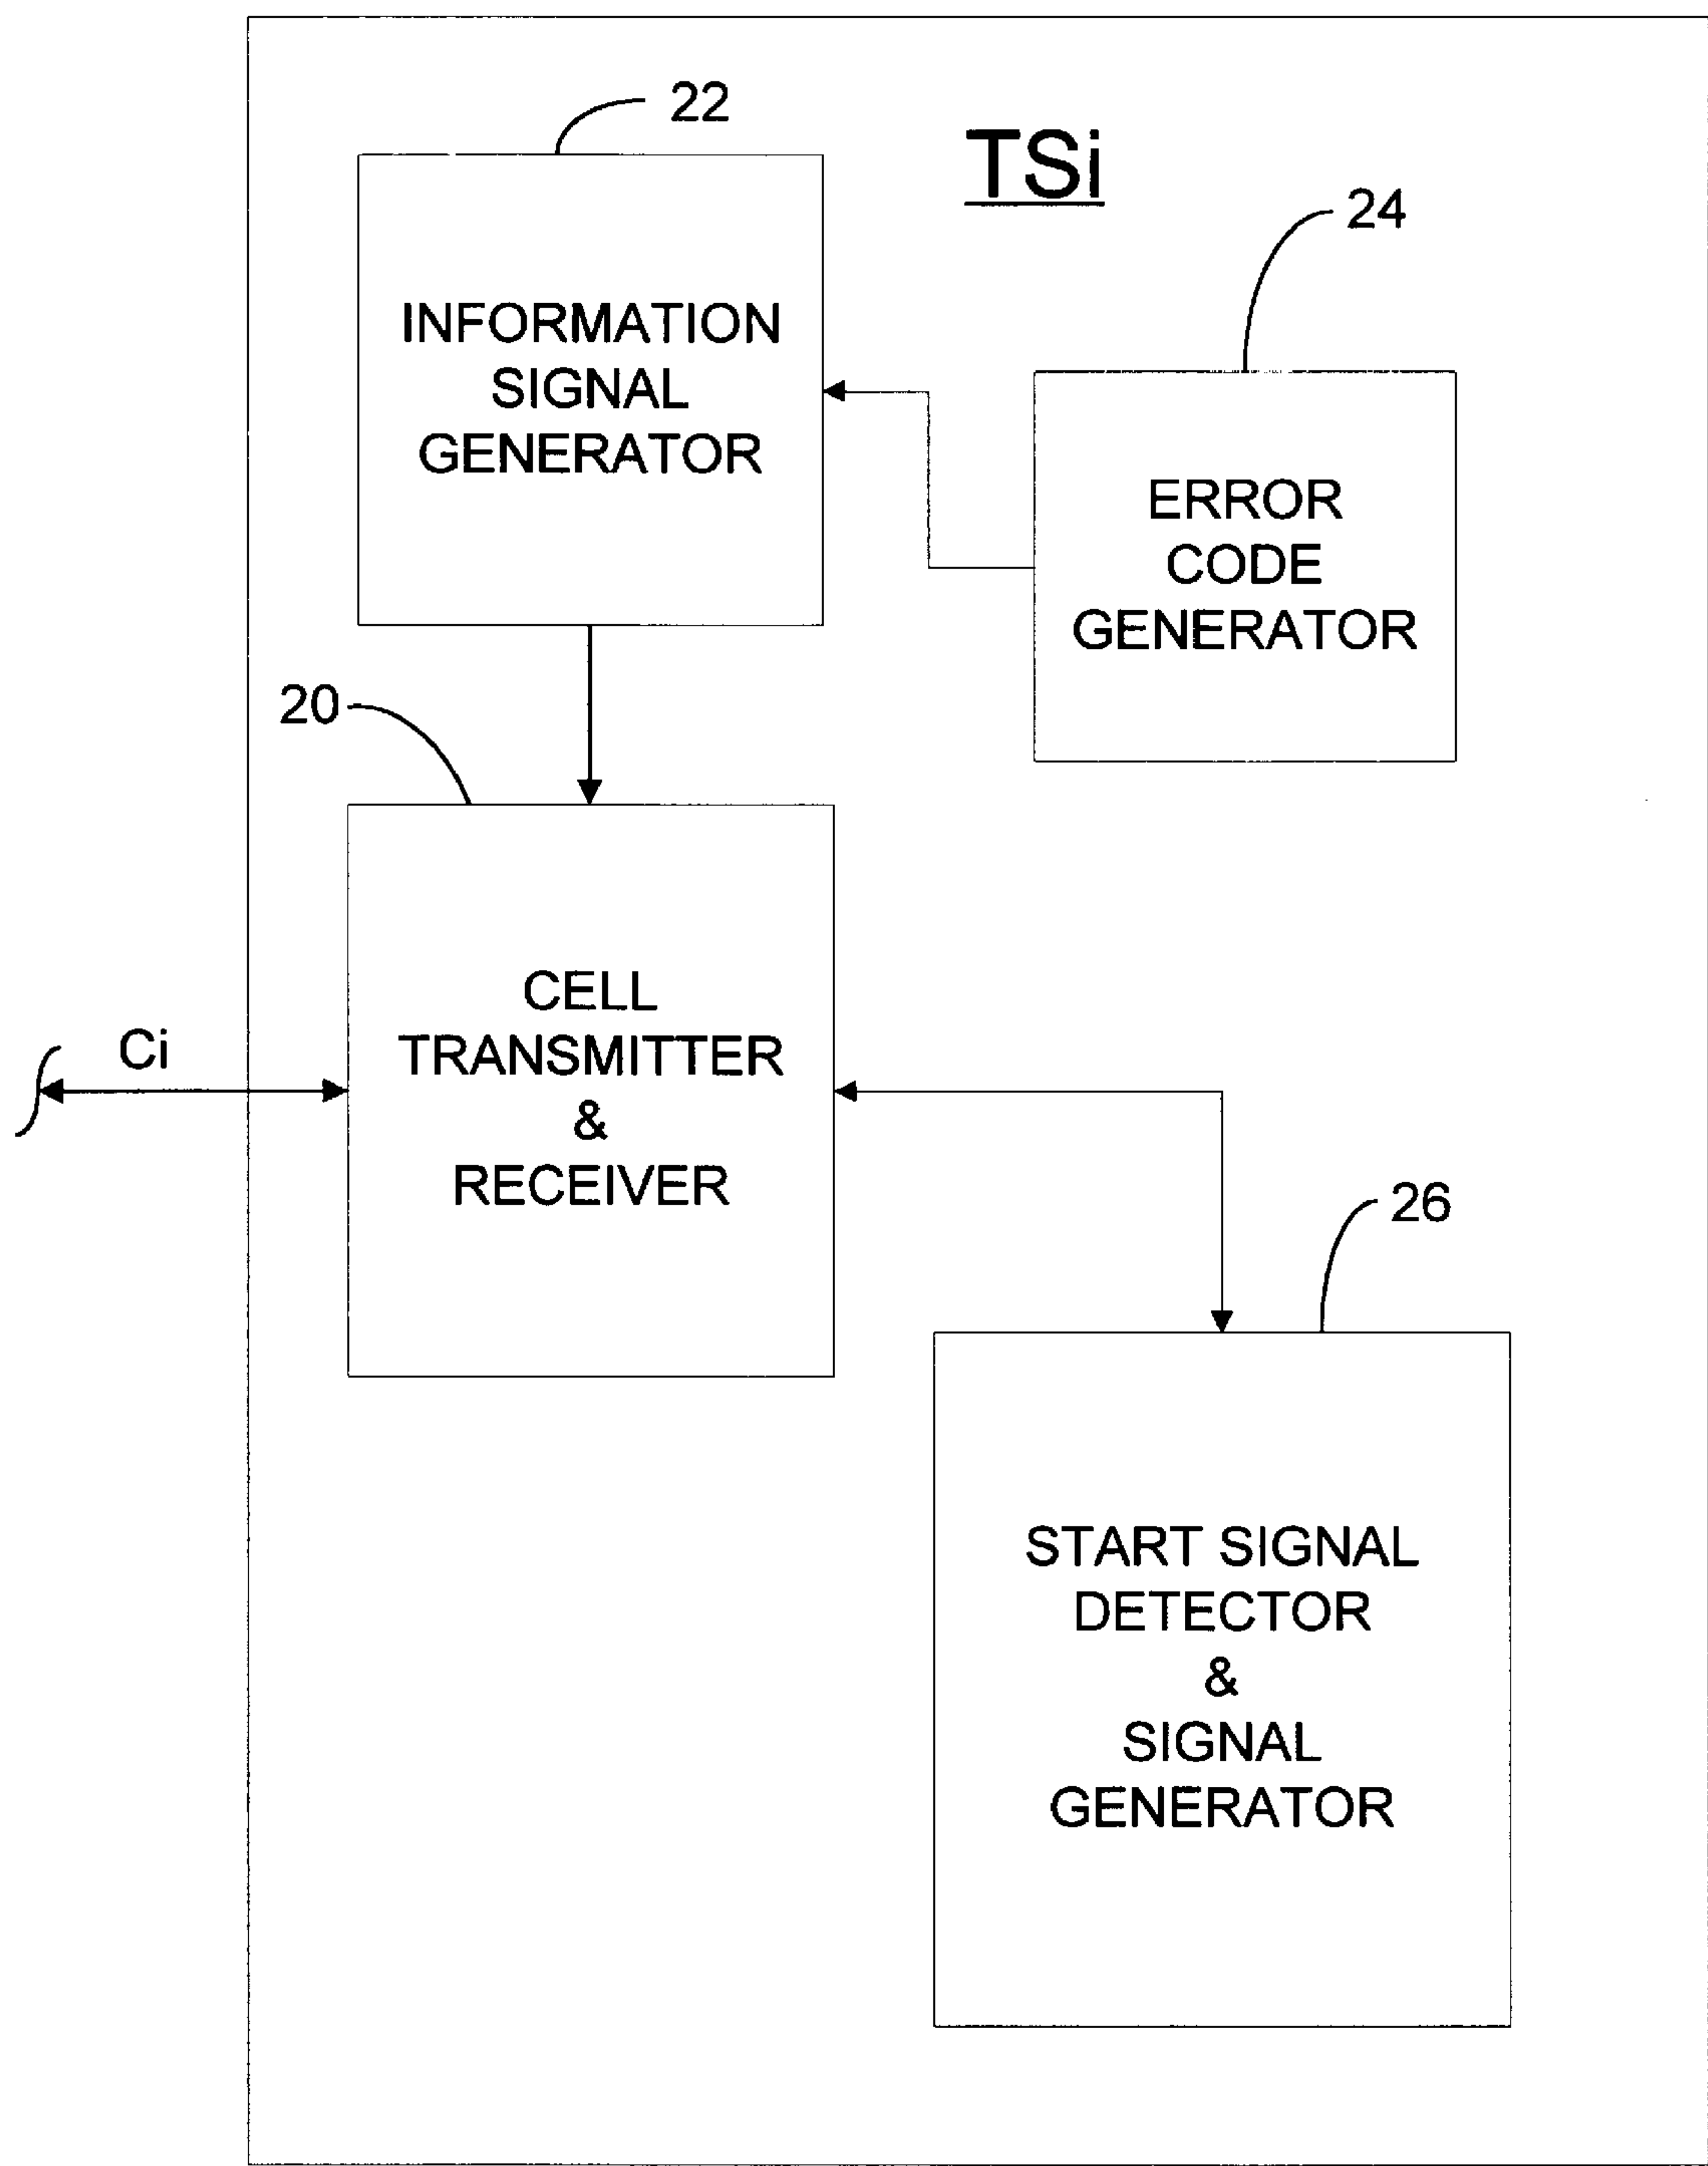 22
TSi
24
INFORMATION
SIGNAL
GENERATOR
ERROR
CODE
GENERATOR
20
CELL
TRANSMITTER
&
RECEIVER
Ci
26
START SIGNAL
DETECTOR
&
SIGNAL
GENERATOR